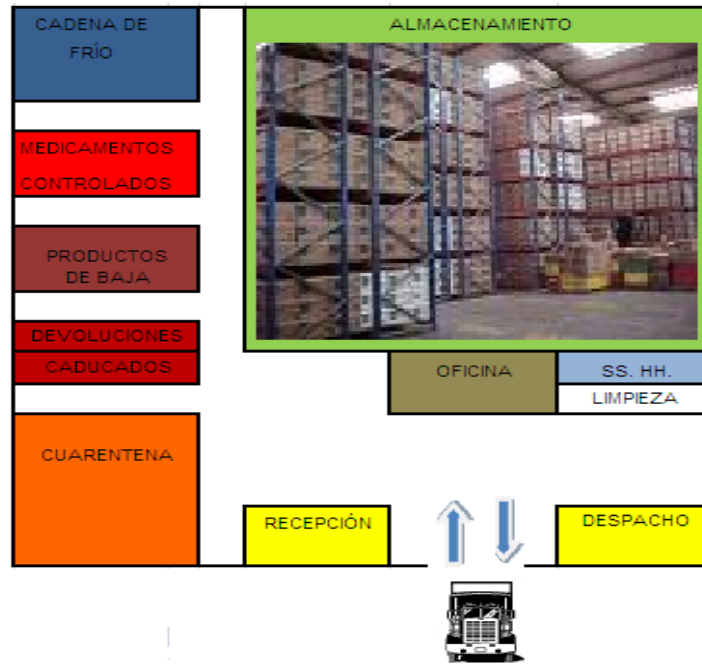 CADENA DE
FRÍO
ALMACENAMIENTO
MEDICAMENTOS
CONTROLADOS
PRODUCTOS
DE BAJA
DEVOLUCIONES
CADUCADOS
OFICINA
SS. HH.
LIMPIEZA
CUARENTENA
RECEPCIÓN
DESPACHO